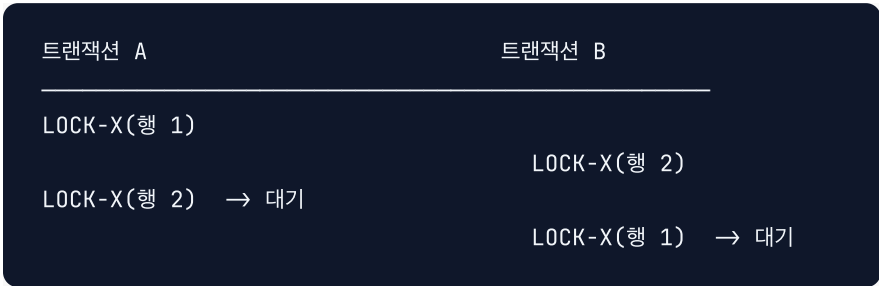 트랜잭션 A 트랜잭션 B
LOCK-X(행 1)
LOCK-X(행 2)
LOCK-X(행 2) → 대기
LOCK-X(행 1) → 대기